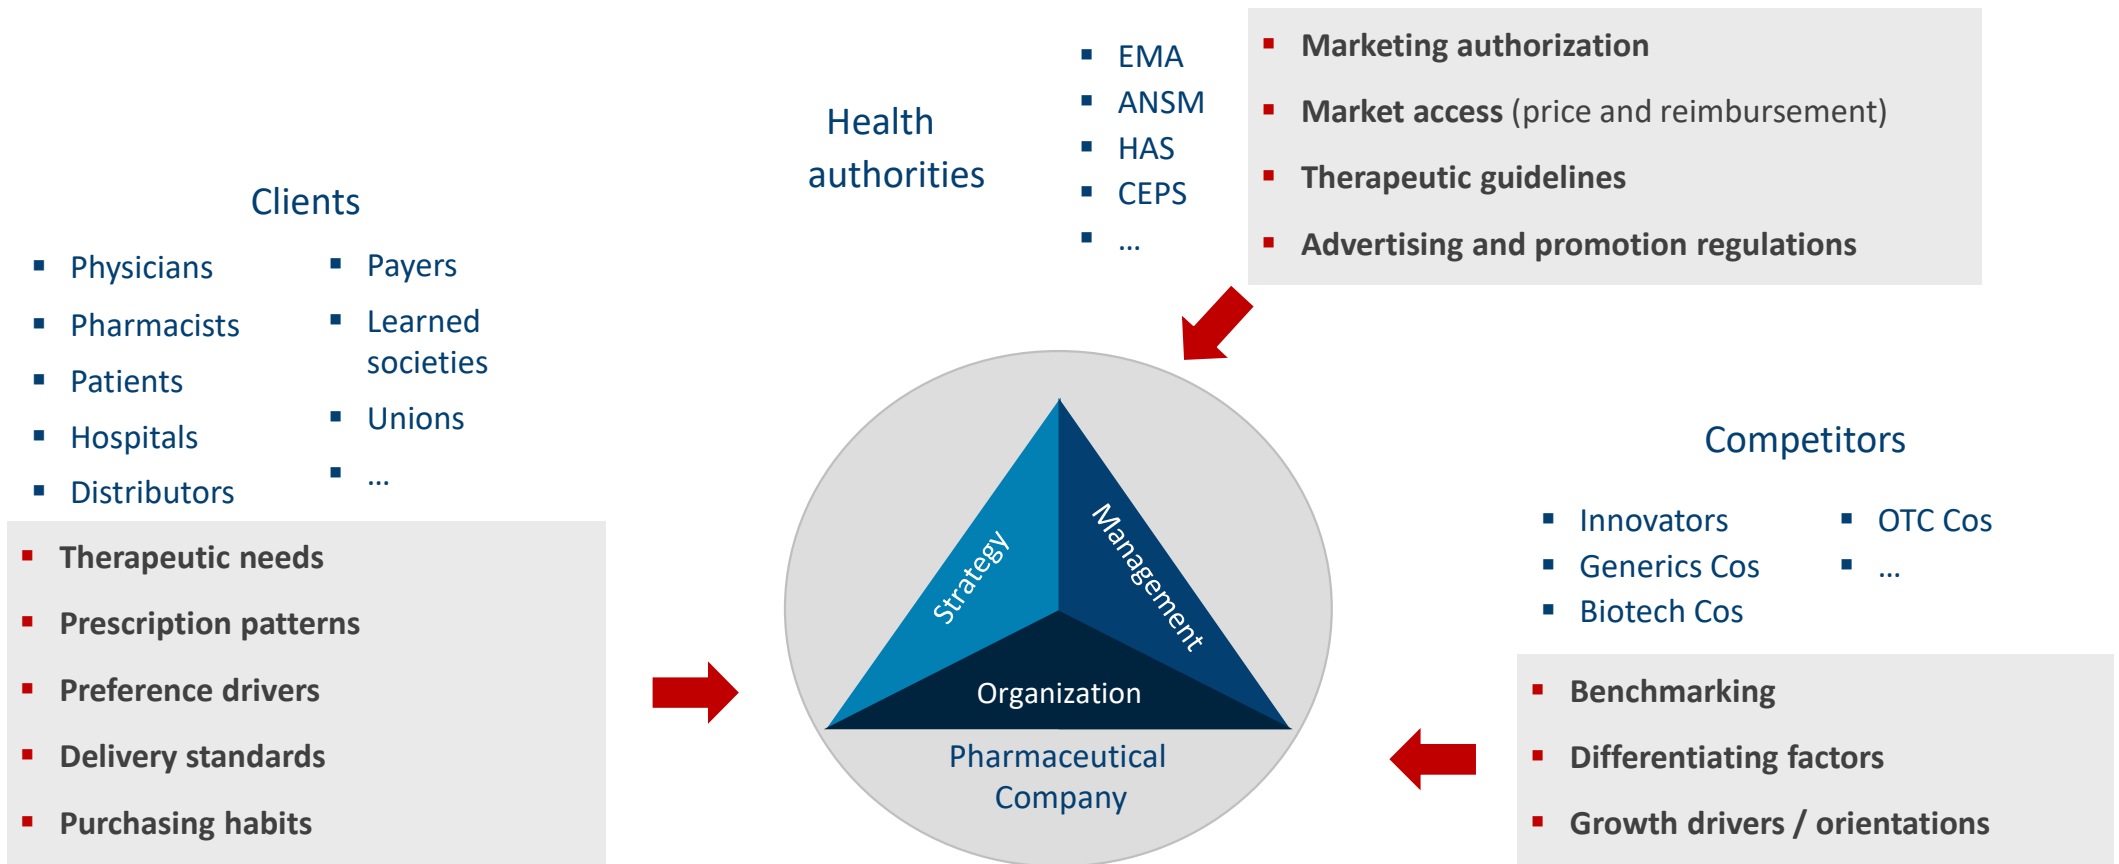 Health
authorities
▪ EMA
▪ ANSM
▪ HAS
▪ CEPS
▪ ...
▪ Marketing authorization
▪ Market access (price and reimbursement)
▪ Therapeutic guidelines
▪ Advertising and promotion regulations
Clients
▪ Physicians
▪ Pharmacists
▪ Patients
▪ Hospitals
▪ Distributors
▪ Payers
▪ Learned
societies
▪ Unions
▪ ...
▪ Therapeutic needs
▪ Prescription patterns
▪ Preference drivers
▪ Delivery standards
▪ Purchasing habits
Strategy
Management
Organization
Pharmaceutical
Company
Competitors
▪ Innovators
▪ Generics Cos
▪ Biotech Cos
▪ OTC Cos
▪ ...
▪ Benchmarking
▪ Differentiating factors
▪ Growth drivers / orientations